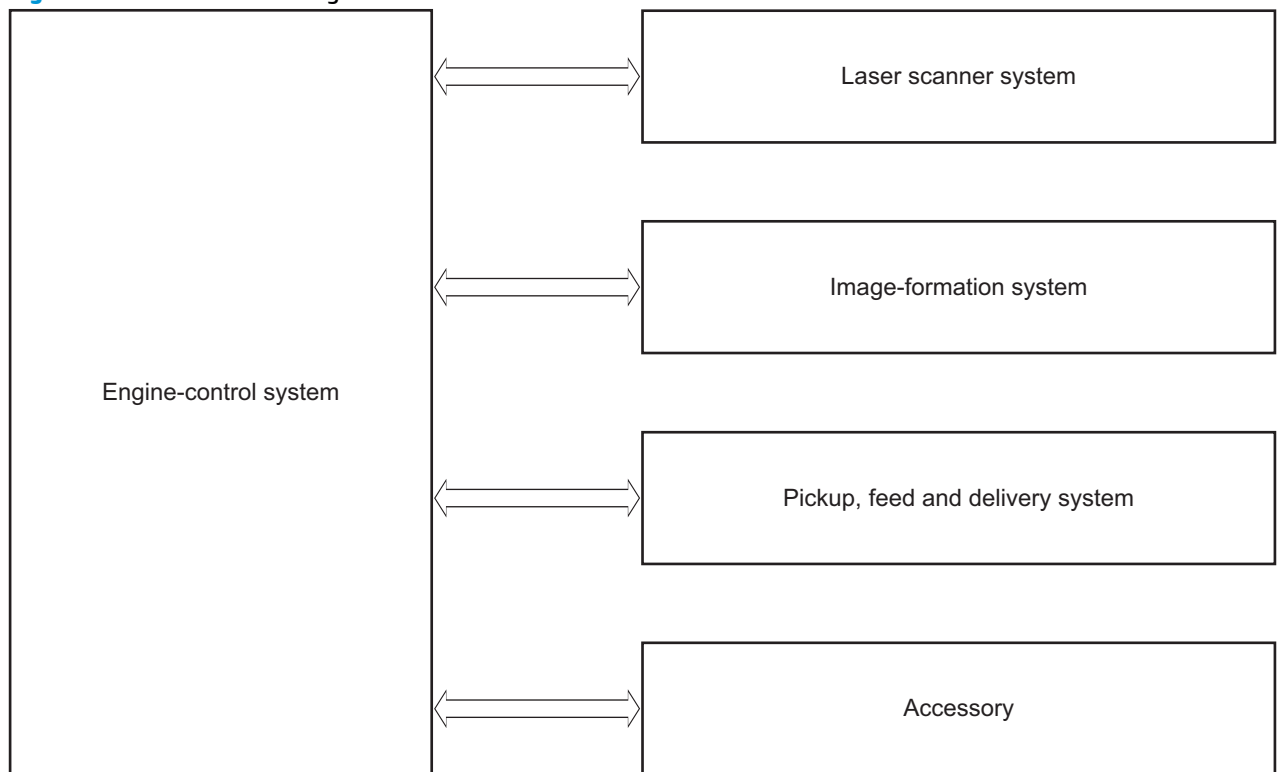 Laser scanner system
Image-formation system
Engine-control system
Pickup, feed and delivery system
Accessory